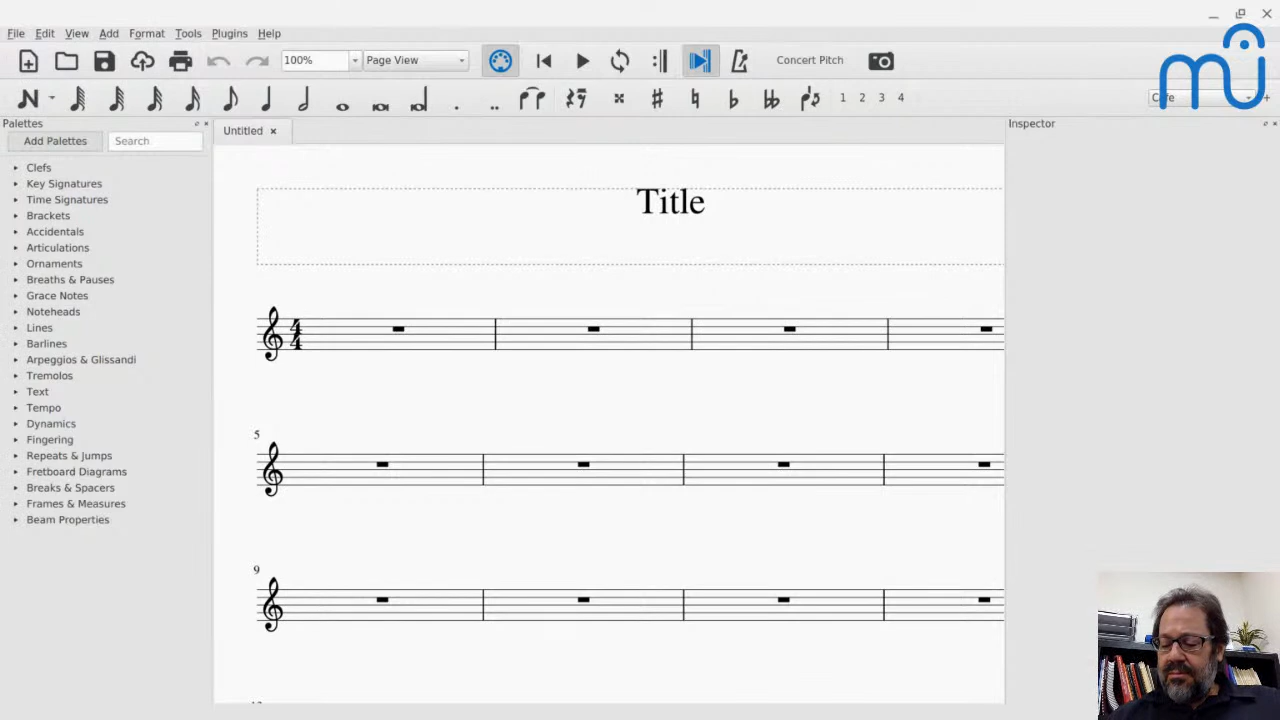 File Edit View Add Format Tools Plugins Help
100% Page View Concert Pitch
1 2 3 4
Palettes
Add Palettes Search
Clefs
Key Signatures
Time Signatures
Brackets
Accidentals
Articulations
Ornaments
Breaths & Pauses
Grace Notes
Noteheads
Lines
Barlines
Arpeggios & Glissandi
Tremolos
Text
Tempo
Dynamics
Fingering
Repeats & Jumps
Fretboard Diagrams
Breaks & Spacers
Frames & Measures
Beam Properties
Untitled
Title
4
4
5
9
Inspector